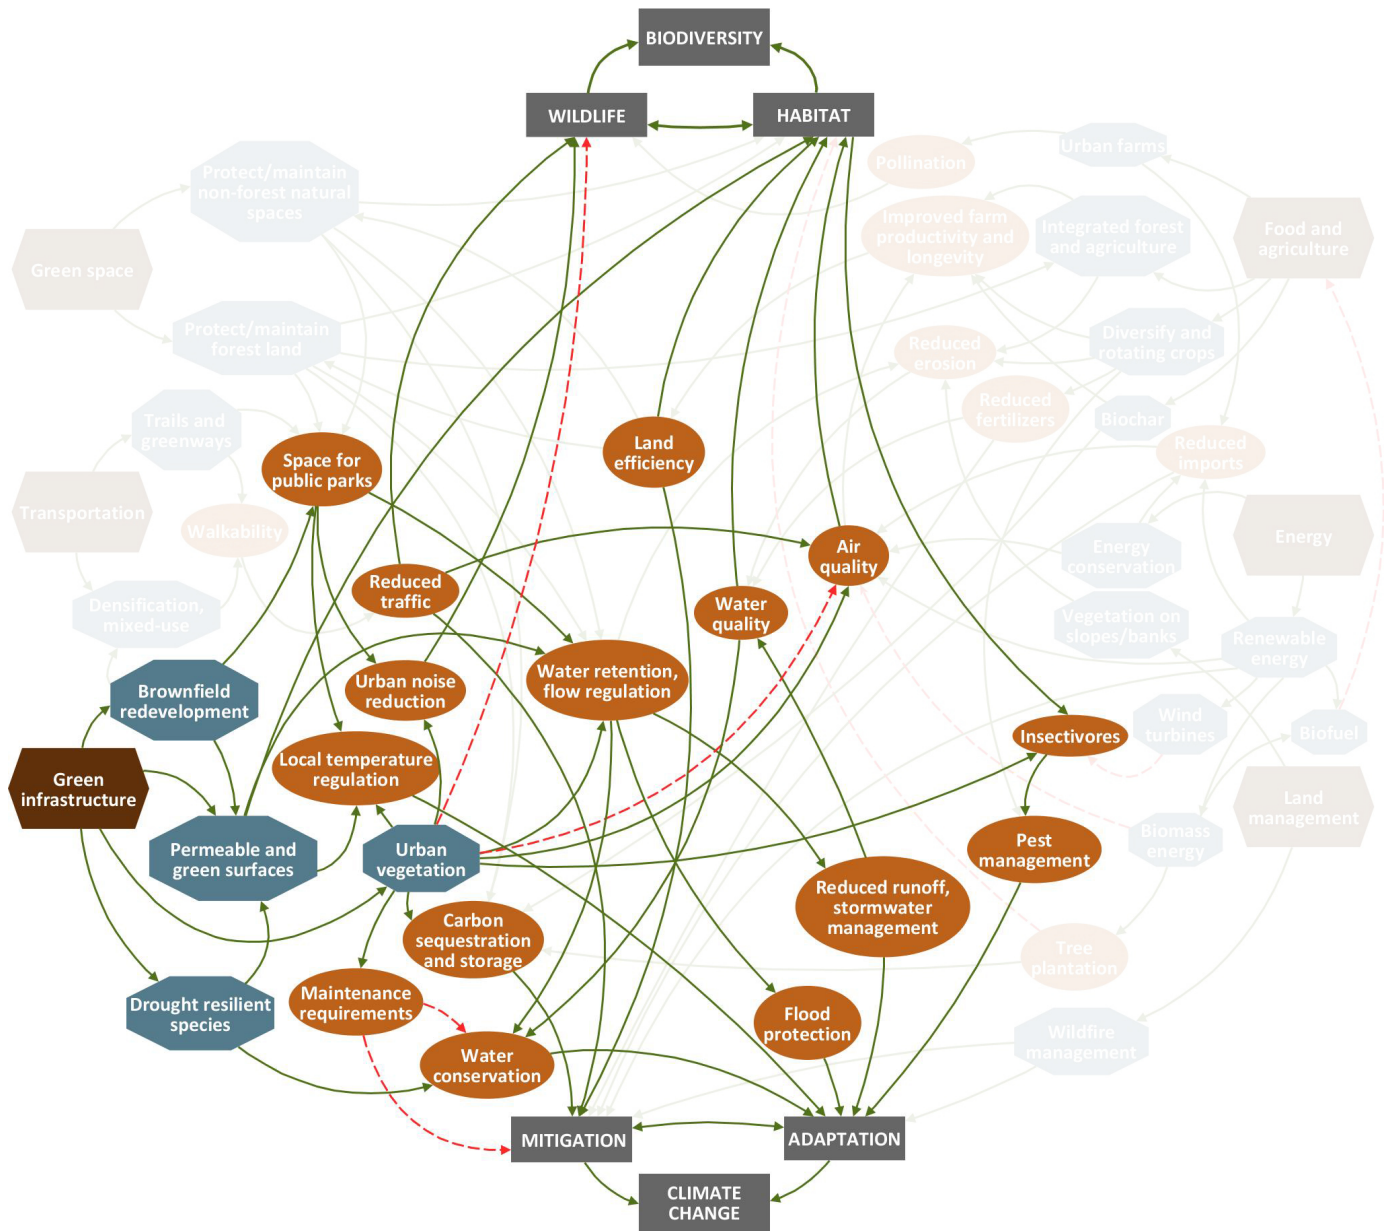 BIODIVERSITY
WILDLIFE
HABITAT
Pollination
Urban farms
Protect/maintain
non-forest natural
spaces
Improved farm
productivity and
longevity
Integrated forest
and agriculture
Food and
agriculture
Green space
Protect/maintain
forest land
Reduced
erosion
Diversify and
rotating crops
Trails and
greenways
Reduced
fertilizers
Biochar
Land
efficiency
Reduced
imports
Space for
public parks
Transportation
Walkability
Energy
Air
quality
Energy
conservation
Reduced
traffic
Water
quality
Densification,
mixed-use
Vegetation on
slopes/banks
Renewable
energy
Water retention,
flow regulation
Urban noise
reduction
Brownfield
redevelopment
Wind
turbines
Biofuel
Insectivores
Local temperature
regulation
Green
infrastructure
Land
management
Permeable and
green surfaces
Urban
vegetation
Pest
management
Biomass
energy
Reduced runoff,
stormwater
management
Carbon
sequestration
and storage
Tree
plantation
Drought resilient
species
Maintenance
requirements
Flood
protection
Wildfire
management
Water
conservation
MITIGATION
ADAPTATION
CLIMATE
CHANGE